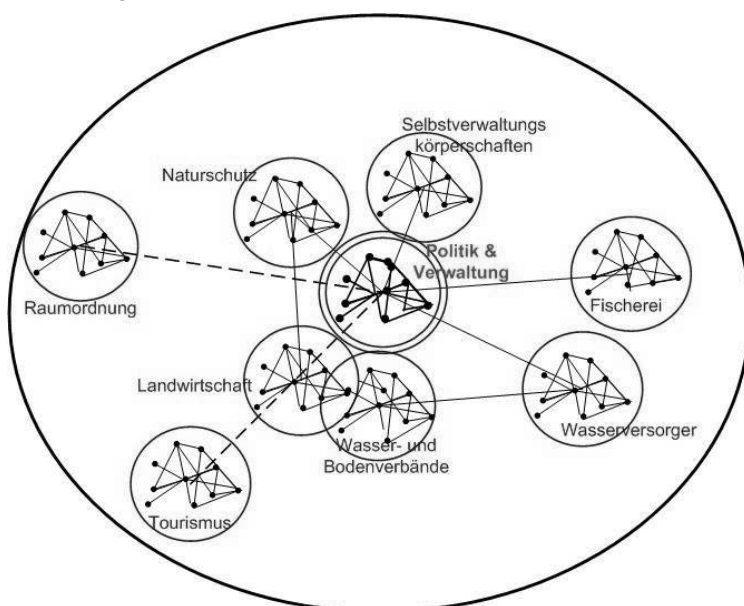 Selbstverwaltungs
körperschaften
Naturschutz
Politik &
Verwaltung
Raumordnung
Fischerei
Landwirtschaft
Wasserversorger
Wasser- und
Bodenverbände
Tourismus